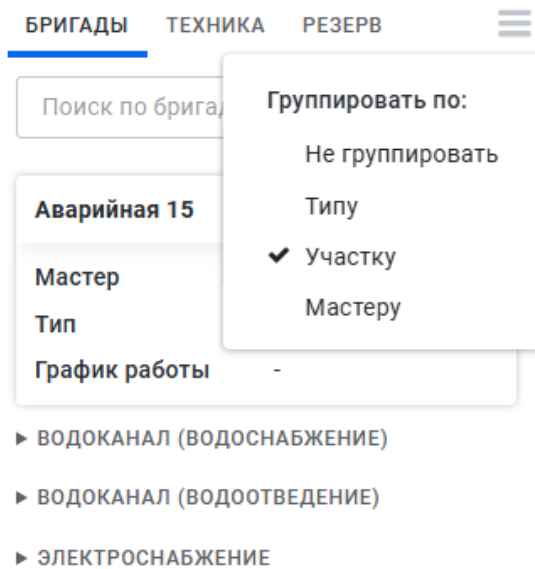 БРИГАДЫ ТЕХНИКА РЕЗЕРВ
Поиск по
Группировать по:
Не группировать
Типу
Участку
Мастеру
Аварийная 15
Мастер
Тип
График работы -
ВОДОКАНАЛ (ВОДОСНАБЖЕНИЕ)
ВОДОКАНАЛ (ВОДООТВЕДЕНИЕ)
ЭЛЕКТРОСНАБЖЕНИЕ